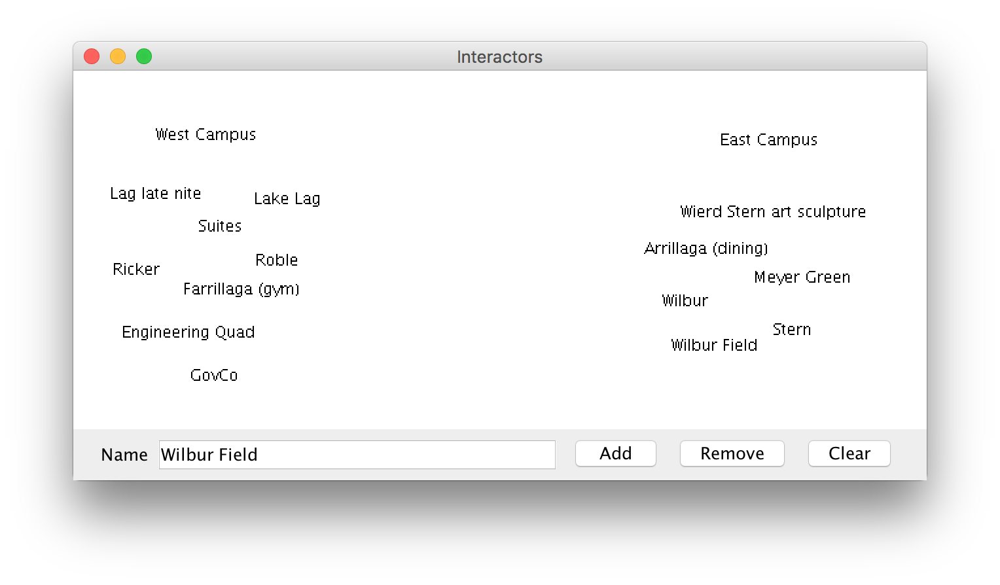 Interactors
West Campus
East Campus
Lag late nite
Lake Lag
Wierd Stern art sculpture
Suites
Arrillaga (dining)
Roble
Ricker
Meyer Green
Farrillaga (gym)
Wilbur
Engineering Quad
Stern
Wilbur Field
GovCo
Name Wilbur Field Add Remove Clear